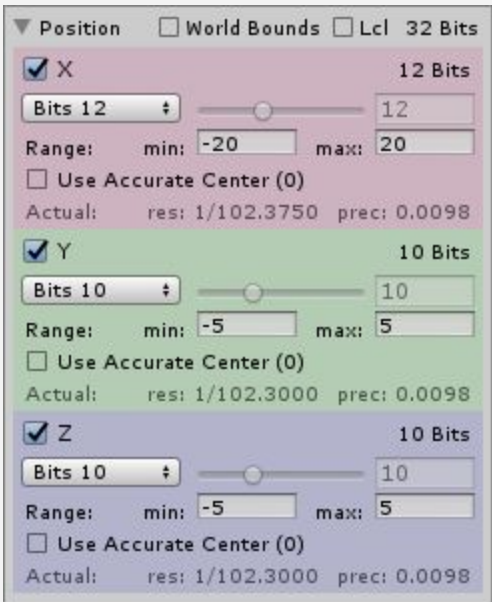 Position World Bounds Lcl 32 Bits
X 12 Bits
Bits 12 12
Range: min: -20 max: 20
Use Accurate Center (0)
Actual: res: 1/102.3750 prec: 0.0098
Y 10 Bits
Bits 10 10
Range: min: -5 max: 5
Use Accurate Center (0)
Actual: res: 1/102.3000 prec: 0.0098
Z 10 Bits
Bits 10 10
Range: min: -5 max: 5
Use Accurate Center (0)
Actual: res: 1/102.3000 prec: 0.0098